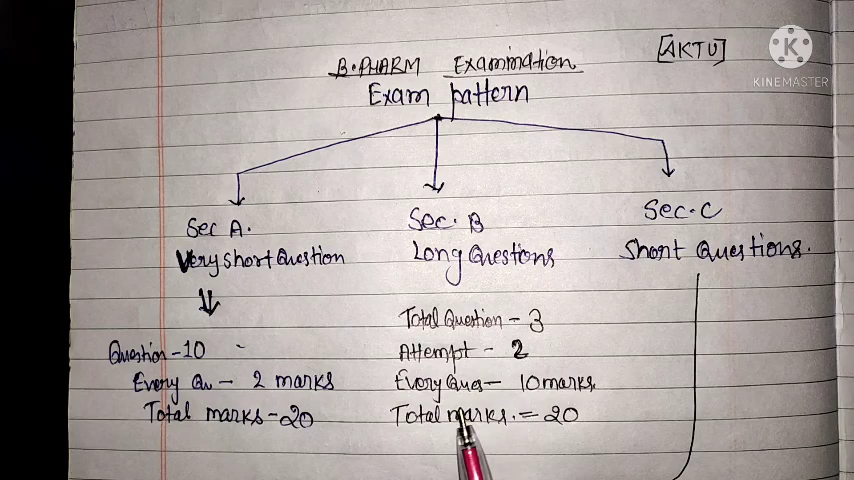 [AKTU]
K
KINEMASTER
B.PHARM Examination
Exam pattern
Sec A.
Very short Question
Question - 10
Every Qu - 2 marks
Total marks - 20
Sec. B
Long Questions
Total Question - 3
Attempt - 2
Every Ques - 10 marks
Total marks. = 20
Sec. C
Short Questions.